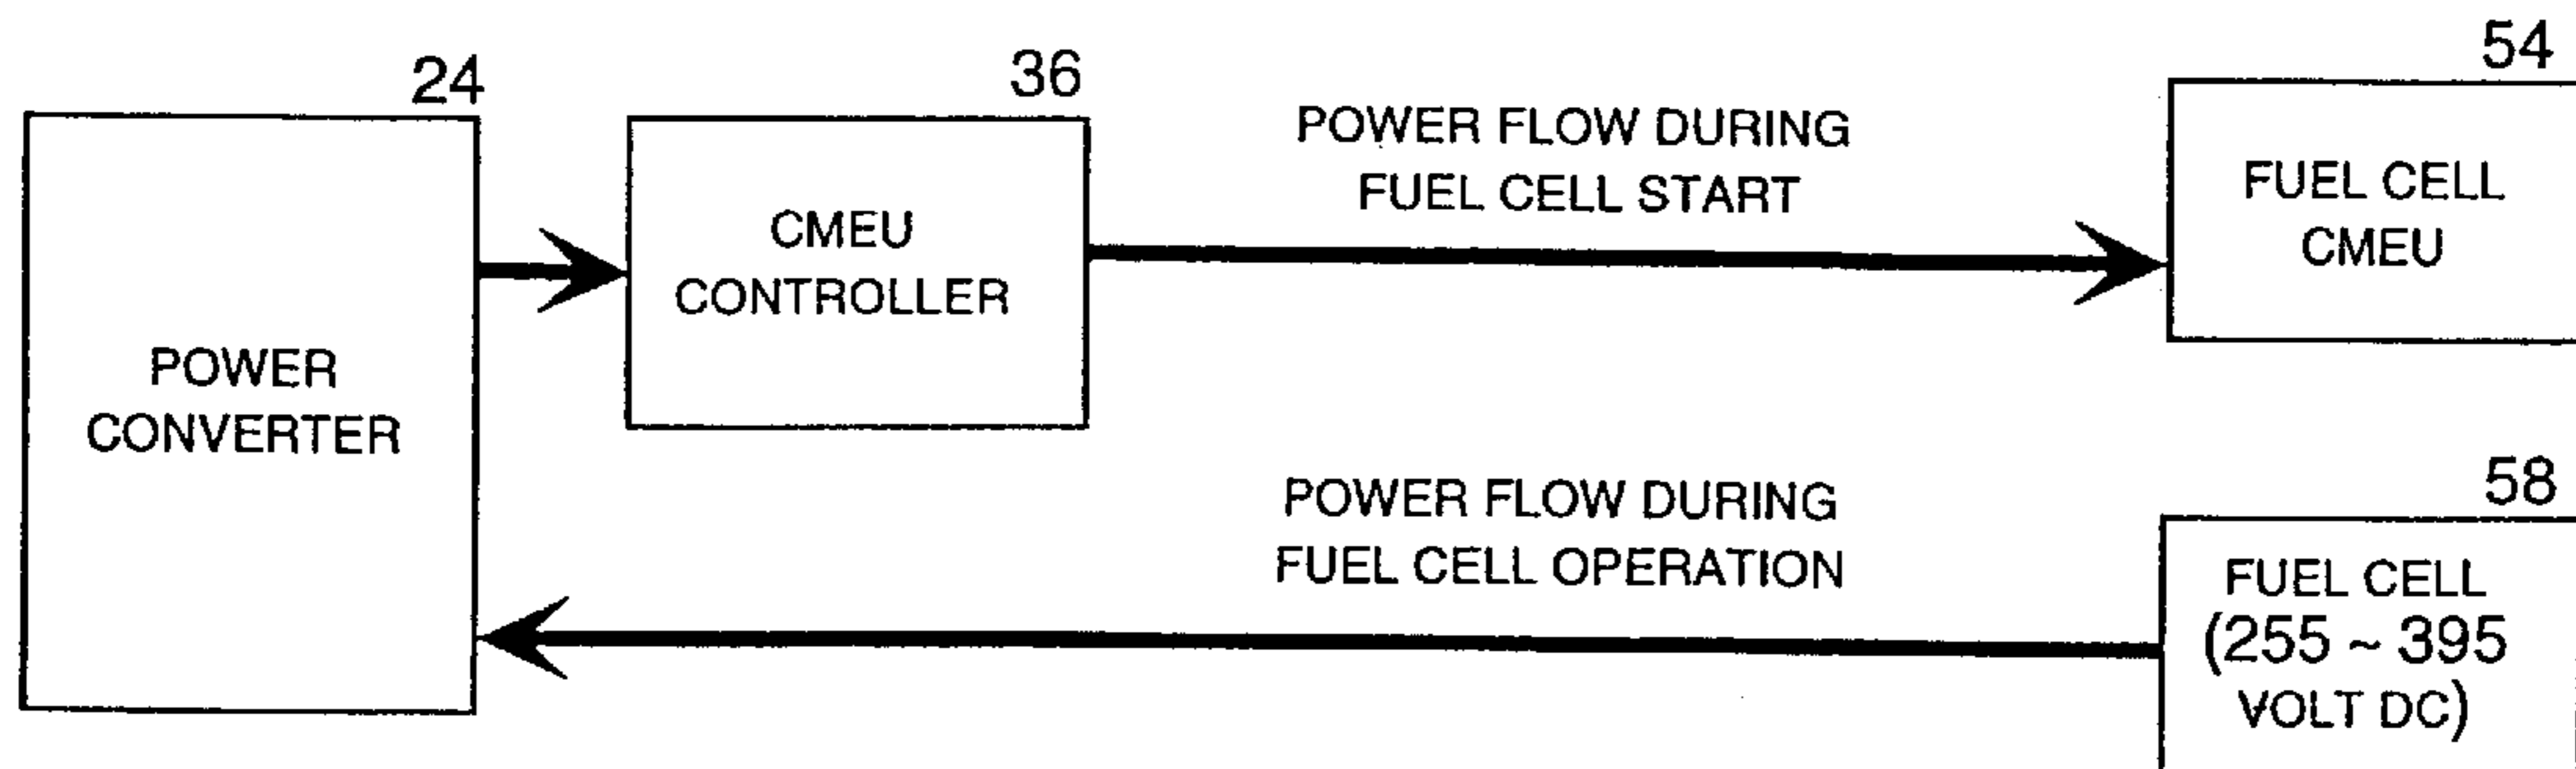 24
POWER
CONVERTER
36
CMEU
CONTROLLER
POWER FLOW DURING
FUEL CELL START
54
FUEL CELL
CMEU
POWER FLOW DURING
FUEL CELL OPERATION
58
FUEL CELL
(255 ~ 395
VOLT DC)